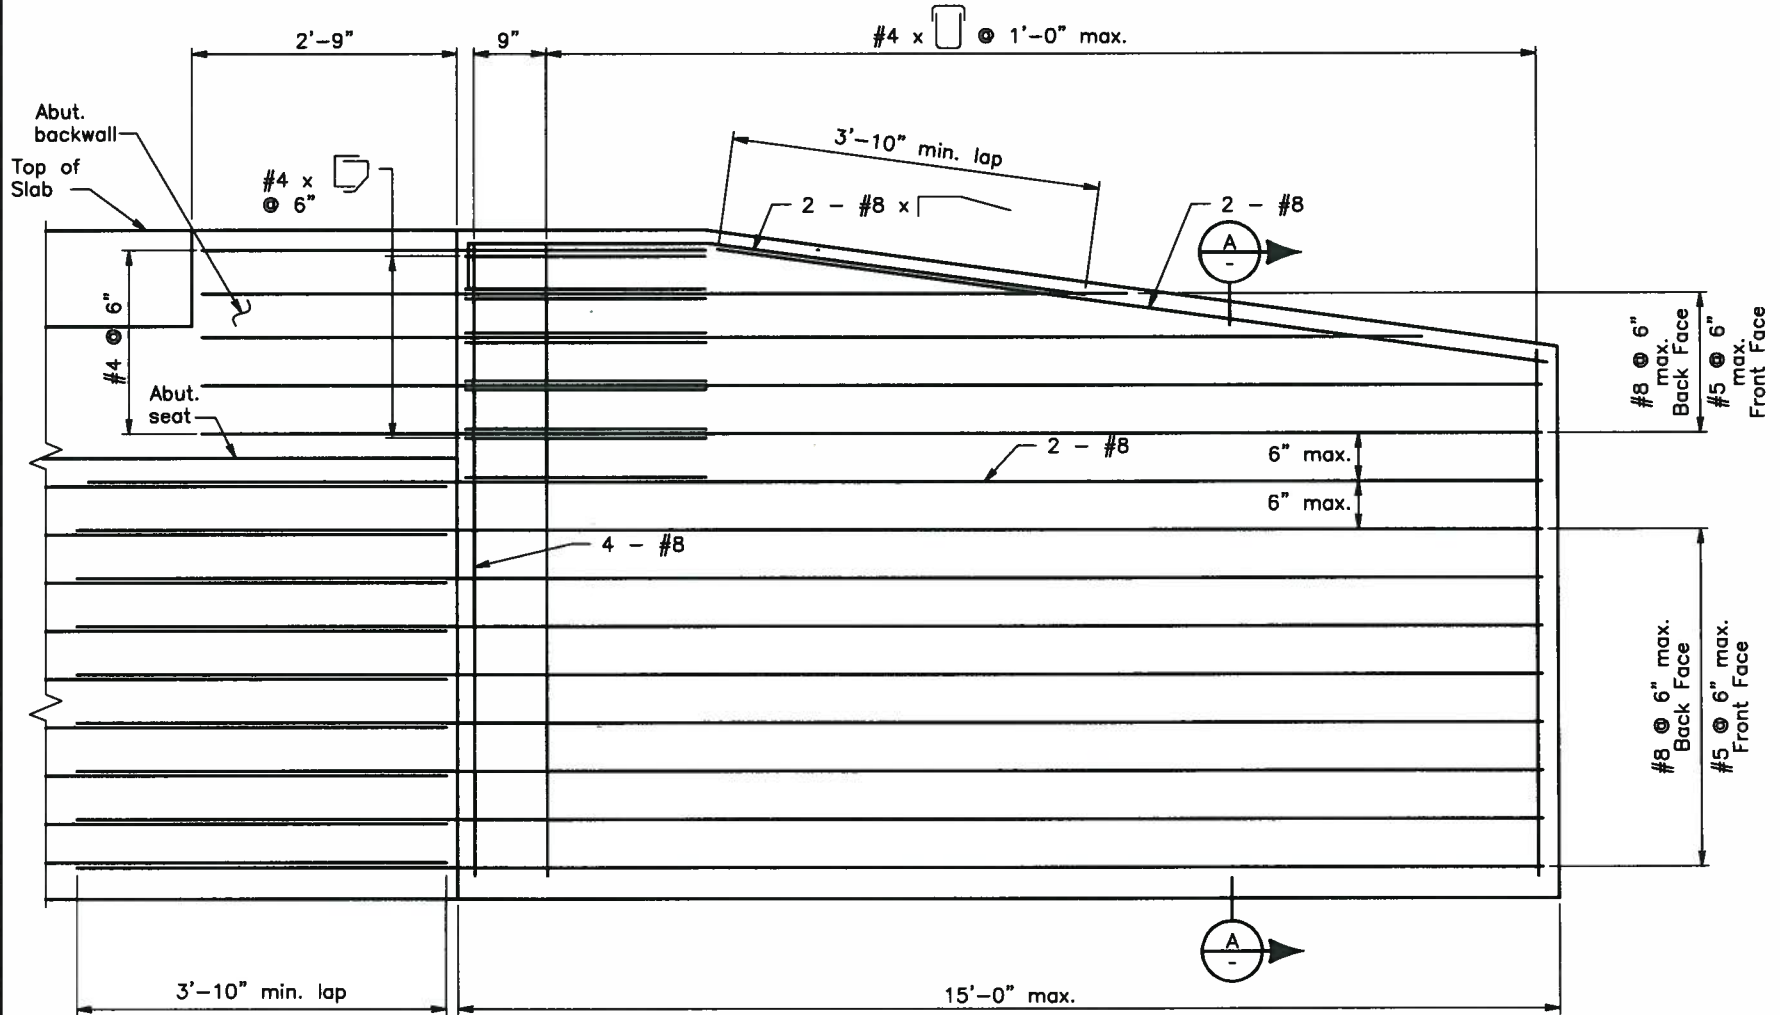 2'-9"
9"
#4 x @ 1'-0" max.
Abut.
backwall
Top of
Slab
#4 x
@ 6"
3'-10" min. lap
2 - #8 x
2 - #8
A
-
#4 @ 6"
Abut.
seat
#8 @ 6"
max.
Back Face
#5 @ 6"
max.
Front Face
2 - #8
6" max.
6" max.
4 - #8
#8 @ 6" max.
Back Face
#5 @ 6" max.
Front Face
A
-
3'-10" min. lap
15'-0" max.